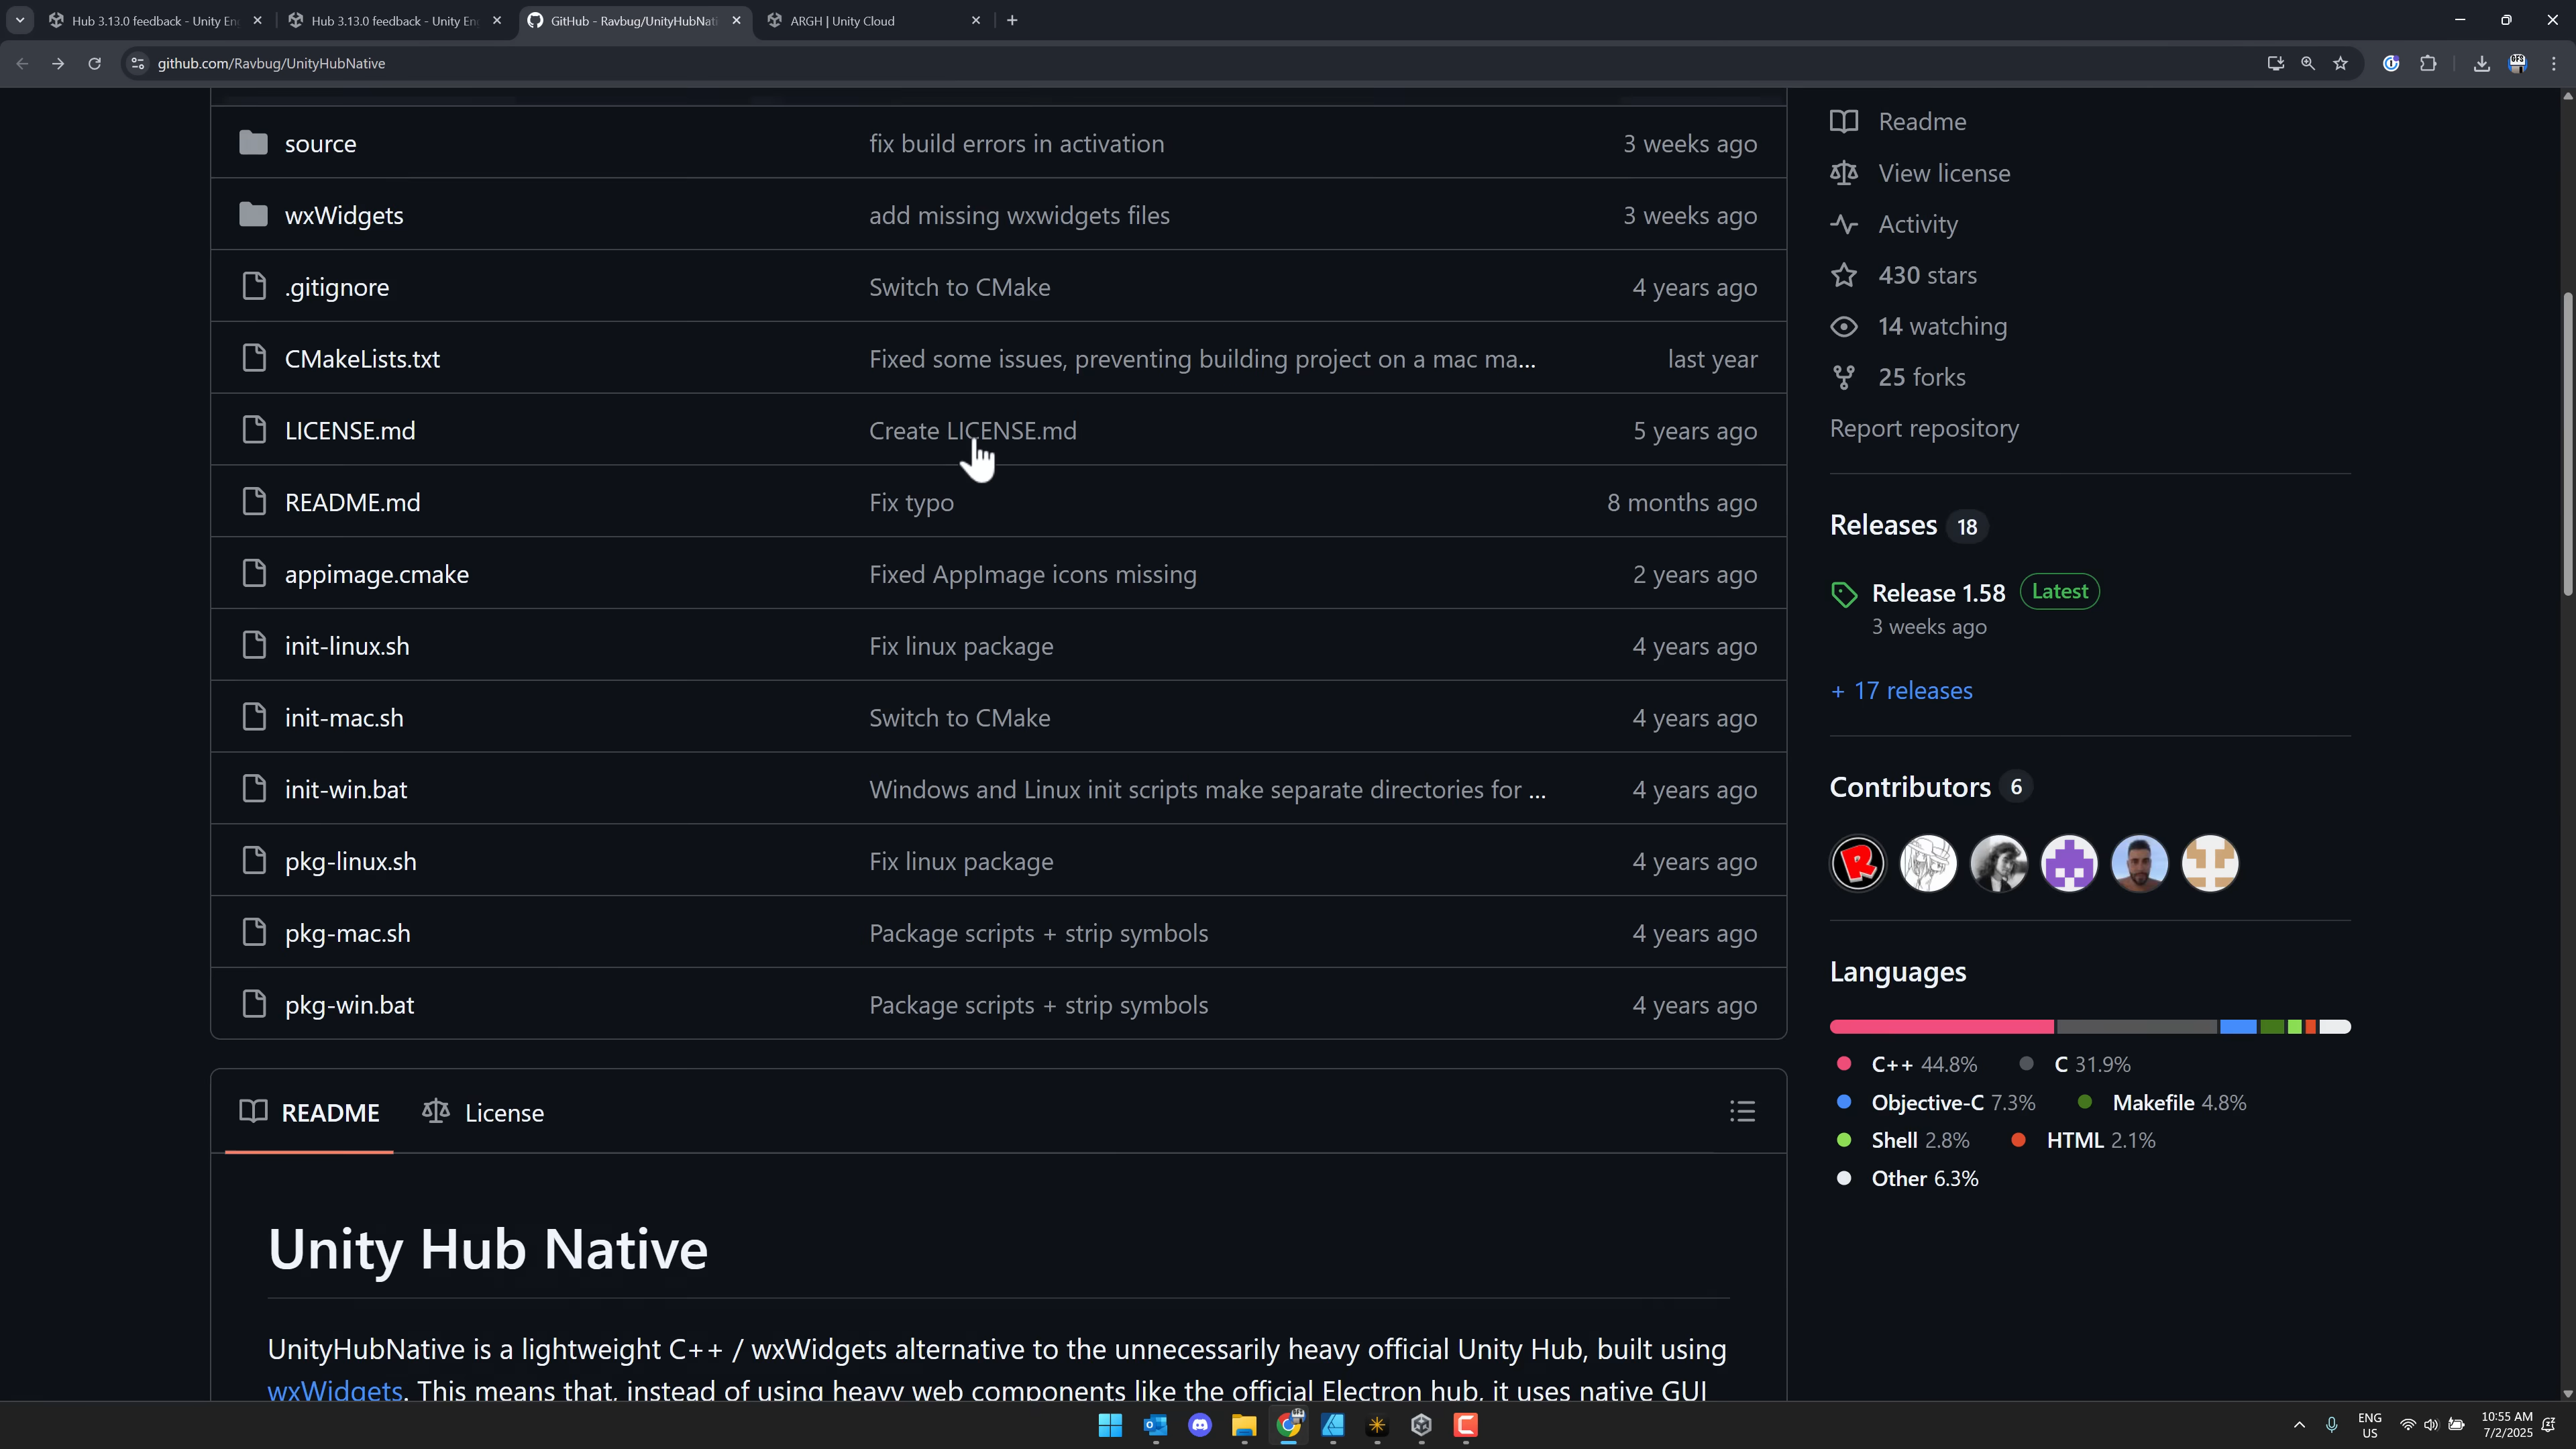 Hub 3.13.0 feedback - Unity En
Hub 3.13.0 feedback - Unity En
GitHub - Ravbug/UnityHubNati
ARGH | Unity Cloud
github.com/Ravbug/UnityHubNative
source fix build errors in activation 3 weeks ago
wxWidgets add missing wxwidgets files 3 weeks ago
.gitignore Switch to CMake 4 years ago
CMakeLists.txt Fixed some issues, preventing building project on a mac ma... last year
LICENSE.md Create LICENSE.md 5 years ago
README.md Fix typo 8 months ago
appimage.cmake Fixed AppImage icons missing 2 years ago
init-linux.sh Fix linux package 4 years ago
init-mac.sh Switch to CMake 4 years ago
init-win.bat Windows and Linux init scripts make separate directories for ... 4 years ago
pkg-linux.sh Fix linux package 4 years ago
pkg-mac.sh Package scripts + strip symbols 4 years ago
pkg-win.bat Package scripts + strip symbols 4 years ago
README License
Unity Hub Native
UnityHubNative is a lightweight C++ / wxWidgets alternative to the unnecessarily heavy official Unity Hub, built using
wxWidgets. This means that, instead of using heavy web components like the official Electron hub, it uses native GUI
Readme
View license
Activity
430 stars
14 watching
25 forks
Report repository
Releases 18
Release 1.58 Latest
3 weeks ago
+ 17 releases
Contributors 6
Languages
C++ 44.8% C 31.9%
Objective-C 7.3% Makefile 4.8%
Shell 2.8% HTML 2.1%
Other 6.3%
ENG
US
10:55 AM
7/2/2025